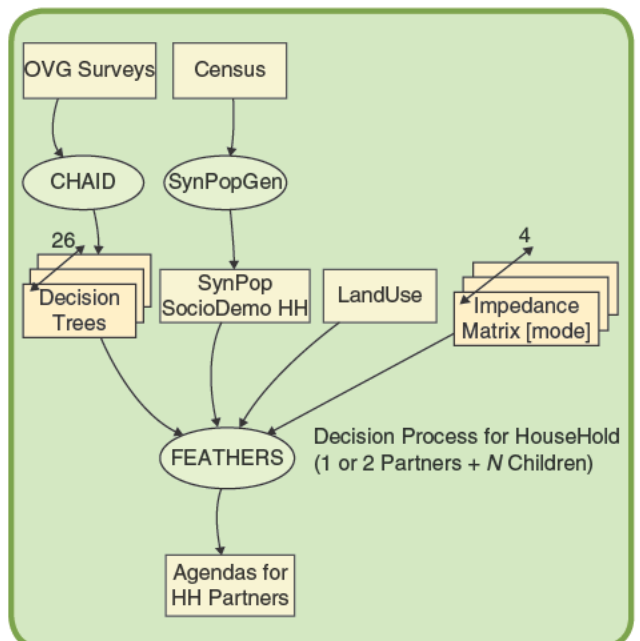 OVG Surveys
Census
CHAID
SynPopGen
26
4
Decision
Trees
SynPop
SocioDemo HH
LandUse
Impedance
Matrix [mode]
FEATHERS
Decision Process for HouseHold
(1 or 2 Partners + N Children)
Agendas for
HH Partners